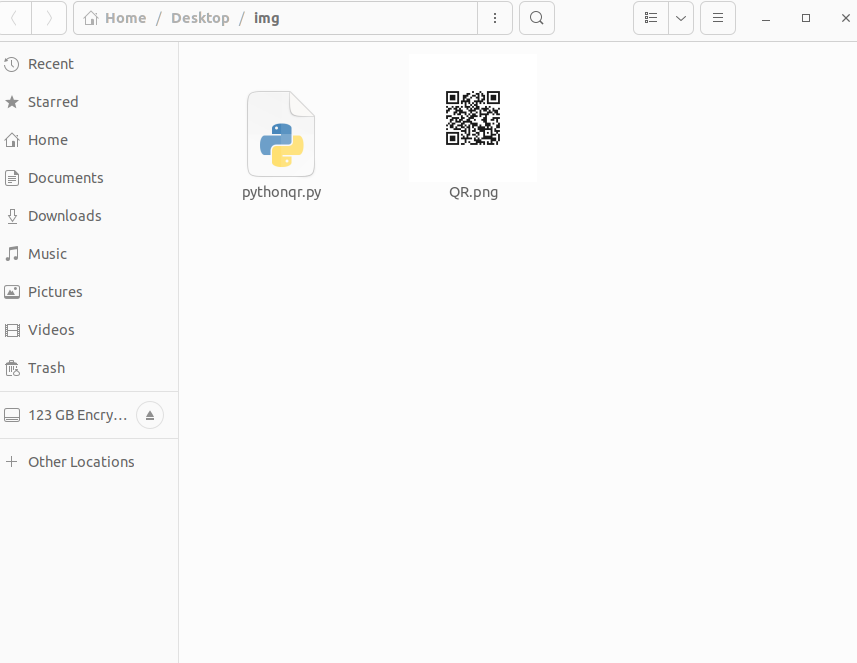 Home / Desktop / img
Recent
Starred
Home
Documents
Downloads
Music
Pictures
Videos
Trash
123 GB Encry...
Other Locations
pythonqr.py
QR.png